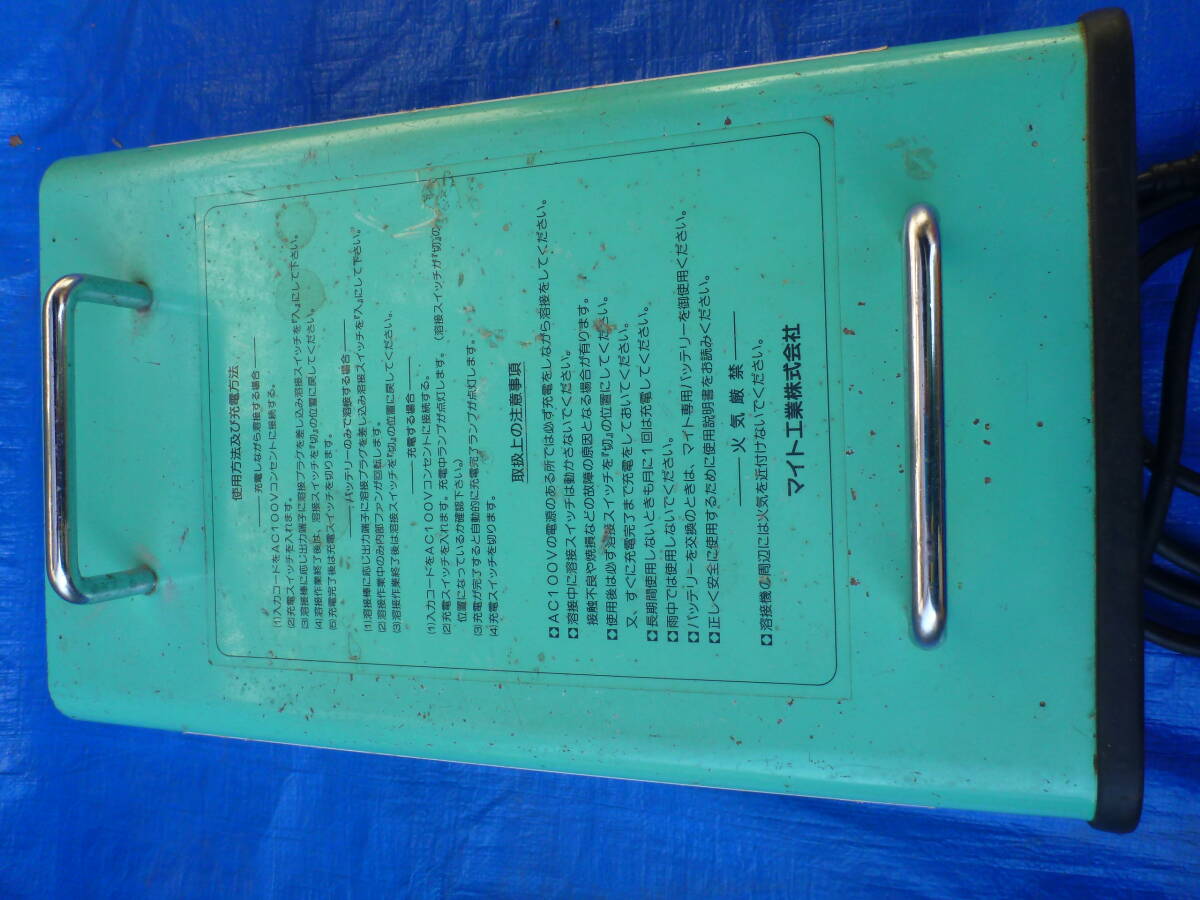 使用方法及び充電方法
充電しながら溶接する場合
(1)入力コードをAC100Vコンセントに接続する。
(2)充電スイッチを入れます。
(3)溶接棒に応じ出力端子に溶接プラグを差し込み溶接スイッチを『入』にして下さい。
(4)溶接作業終了後は、溶接スイッチを『切』の位置に戻してください。
(5)充電完了後は充電スイッチを切ります。
バッテリーのみで溶接する場合
(1)溶接棒に応じ出力端子に溶接プラグを差し込み溶接スイッチを『入』にして下さい。
(2)溶接作業中のみ内部ファンが回転します。
(3)溶接作業終了後は溶接スイッチを『切』の位置に戻してください。
充電する場合
(1)入力コードをAC100Vコンセントに接続する。
(2)充電スイッチを入れます。充電中ランプが点灯します。(溶接スイッチが『切』の
位置になっているか確認下さい。)
(3)充電が完了すると自動的に充電完了ランプが点灯します。
(4)充電スイッチを切ります。
取扱上の注意事項
AC100Vの電源のある所では必ず充電をしながら溶接をしてください。
溶接中に溶接スイッチは動かさないでください。
接触不良や焼損などの故障の原因となる場合が有ります。
使用後は必ず溶接スイッチを『切』の位置にしてください。
又、すぐに充電完了まで充電をしておいてください。
長期間使用しないときも月に1回は充電してください。
雨中では使用しないでください。
バッテリーを交換のときは、マイト専用バッテリーを御使用ください。
正しく安全に使用するために使用説明書をお読みください。
火気厳禁
溶接機の周辺には火気を近付けないでください。
マイト工業株式会社